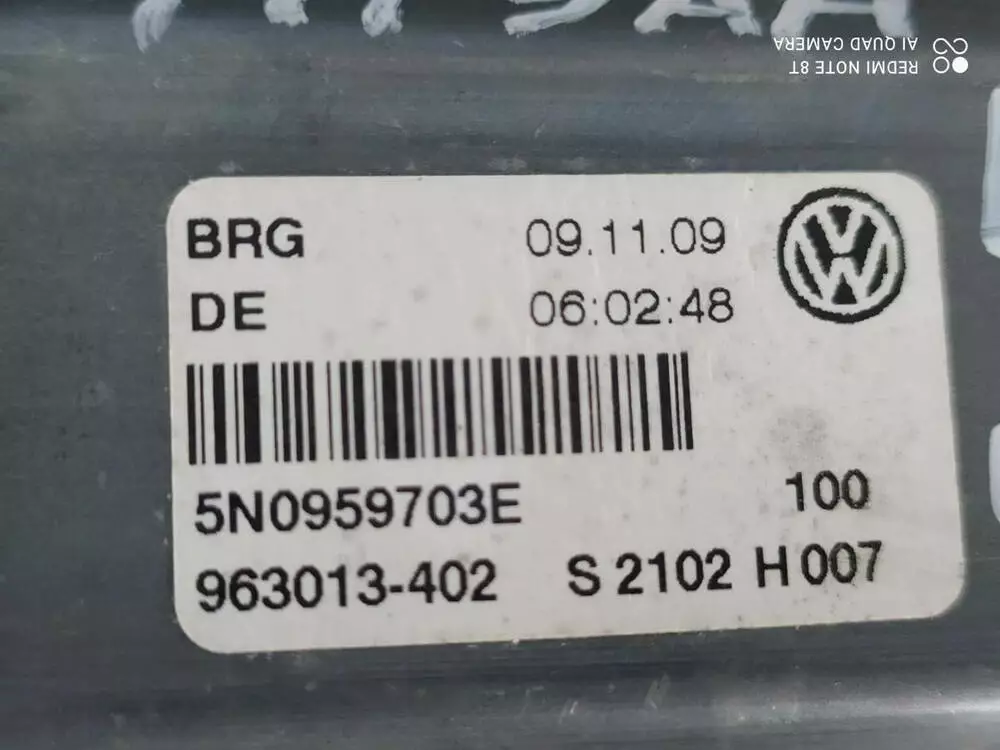 REDMI NOTE 8T
AI QUAD CAMERA
BRG 09.11.09
DE 06:02:48
5N0959703E 100
963013-402 S 2102 H 007